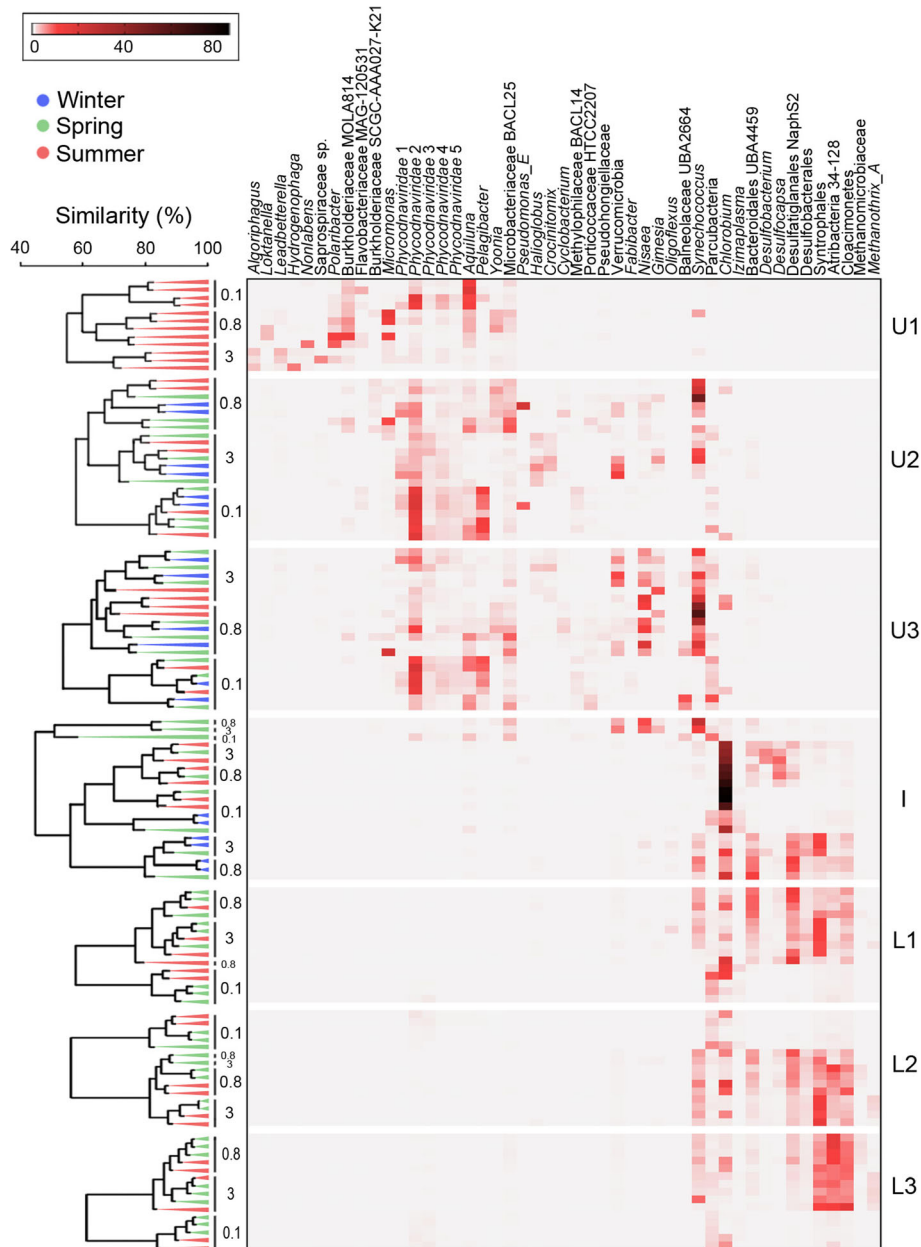 0 40 80
Winter
Spring
Summer
Similarity (%)
40 60 80 100
Algoriphagus
Loktanella
Leadbetterella
Hydrogenophaga
Nonlabens
Saprospiraceae sp.
Polaribacter
Burkholderiaceae MOLA814
Flavobacteriaceae MAG-120531
Burkholderiaceae SCGC-AAA027-K21
Micromonas
Phycodnaviridae 1
Phycodnaviridae 2
Phycodnaviridae 3
Phycodnaviridae 4
Phycodnaviridae 5
Aquiluna
Pelagibacter
Yoonia
Microbacteriaceae BACL25
Pseudomonas_E
Halioglobus
Crocinitomix
Cyclobacterium
Methylophilaceae BACL14
Porticoccaceae HTCC2207
Pseudohongiellaceae
Verrucomicrobia
Fabibacter
Nisaea
Gimesia
Oligoflexus
Balneolaceae UBA2664
Synechococcus
Parcubacteria
Chlorobium
Izimaplasma
Bacteroidales UBA4459
Desulfobacterium
Desulfocapsa
Desulfatiglanales NaphS2
Desulfobacterales
Syntrophales
Atribacteria 34-128
Cloacimonetes
Methanomicrobiaceae
Methanothrix_A
0.1
0.8
3
U1
0.8
3
0.1
U2
3
0.8
0.1
U3
0.8
3
0.1
3
0.8
0.1
3
0.8
I
0.8
3
0.8
0.1
L1
0.1
0.8
3
0.8
3
L2
0.8
3
0.1
L3